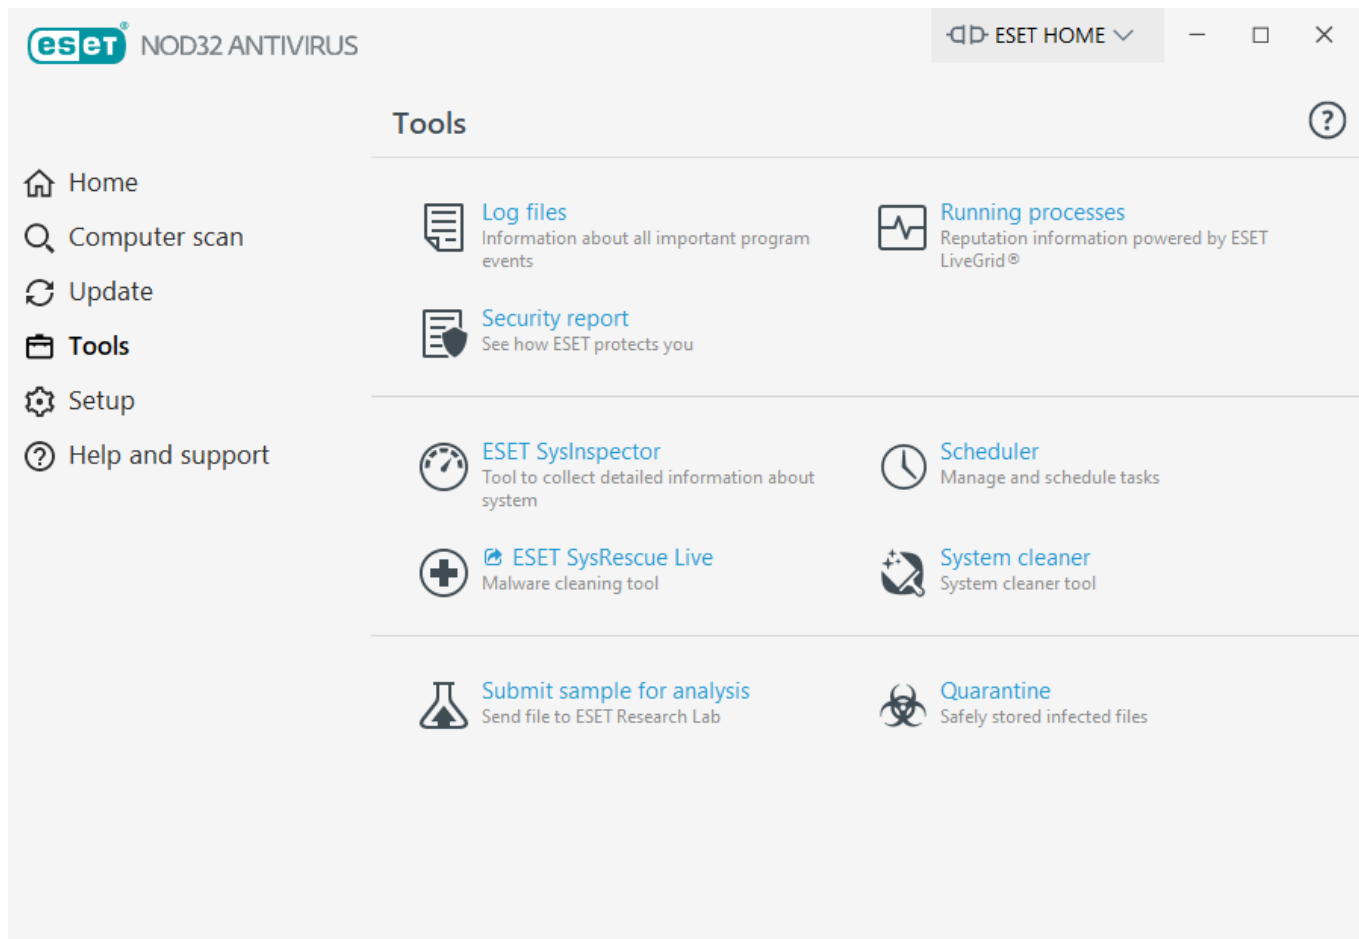 eseT® NOD32 ANTIVIRUS
ESET HOME
Tools
?
Home
Computer scan
Update
Tools
Setup
? Help and support
Log files
Information about all important program
events
Running processes
Reputation information powered by ESET
LiveGrid®
Security report
See how ESET protects you
ESET SysInspector
Tool to collect detailed information about
system
Scheduler
Manage and schedule tasks
ESET SysRescue Live
Malware cleaning tool
System cleaner
System cleaner tool
Submit sample for analysis
Send file to ESET Research Lab
Quarantine
Safely stored infected files